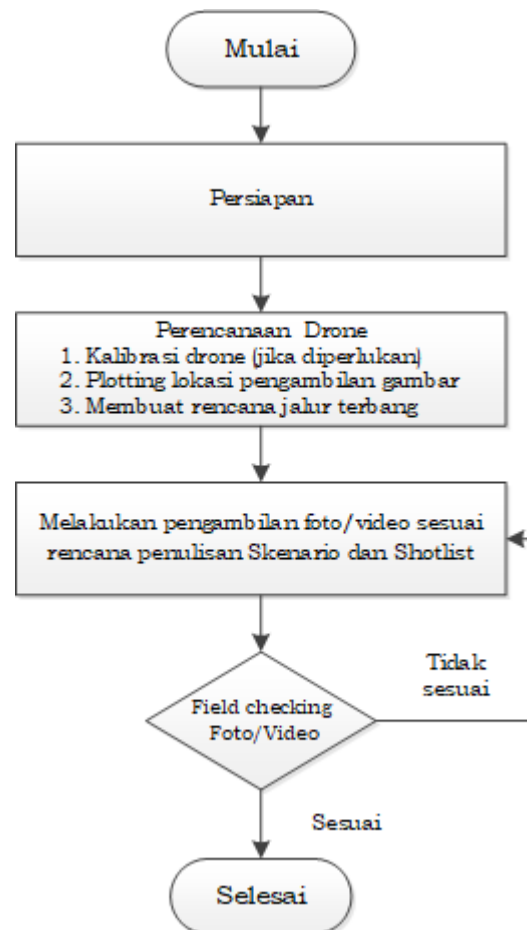 Mulai
Persiapan
Perencanaan Drone
1. Kalibrasi drone (jika diperlukan)
2. Plotting lokasi pengambilan gambar
3. Membuat rencana jalur terbang
Melakukan pengambilan foto/video sesuai
rencana penulisan Skenario dan Shotlist
Field checking
Foto/Video
Tidak
sesuai
Sesuai
Selesai